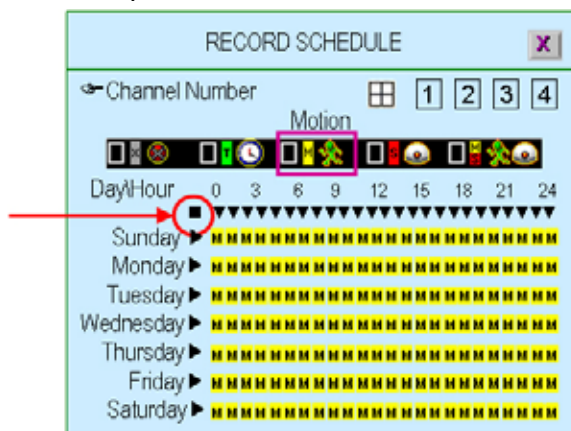 RECORD SCHEDULE X
Channel Number 1 2 3 4
Motion
X T M S M S
Day\Hour 0 3 6 9 12 15 18 21 24
Sunday M M M M M M M M M M M M M M M M M M M M M M M M
Monday M M M M M M M M M M M M M M M M M M M M M M M M
Tuesday M M M M M M M M M M M M M M M M M M M M M M M M
Wednesday M M M M M M M M M M M M M M M M M M M M M M M M
Thursday M M M M M M M M M M M M M M M M M M M M M M M M
Friday M M M M M M M M M M M M M M M M M M M M M M M M
Saturday M M M M M M M M M M M M M M M M M M M M M M M M